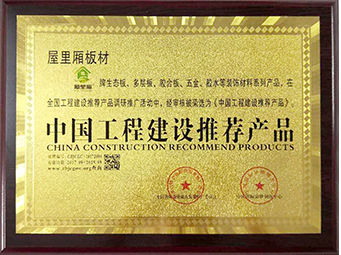 屋里厢板材
屋里厢
牌生态板、多层板、胶合板、五金、胶水等装饰材料系列产品，在
全国工程建设推荐产品调研推广活动中，经审核被荣选为《中国工程建设推荐产品》。
中国工程建设推荐产品
CHINA CONSTRUCTION RECOMMEND PRODUCTS